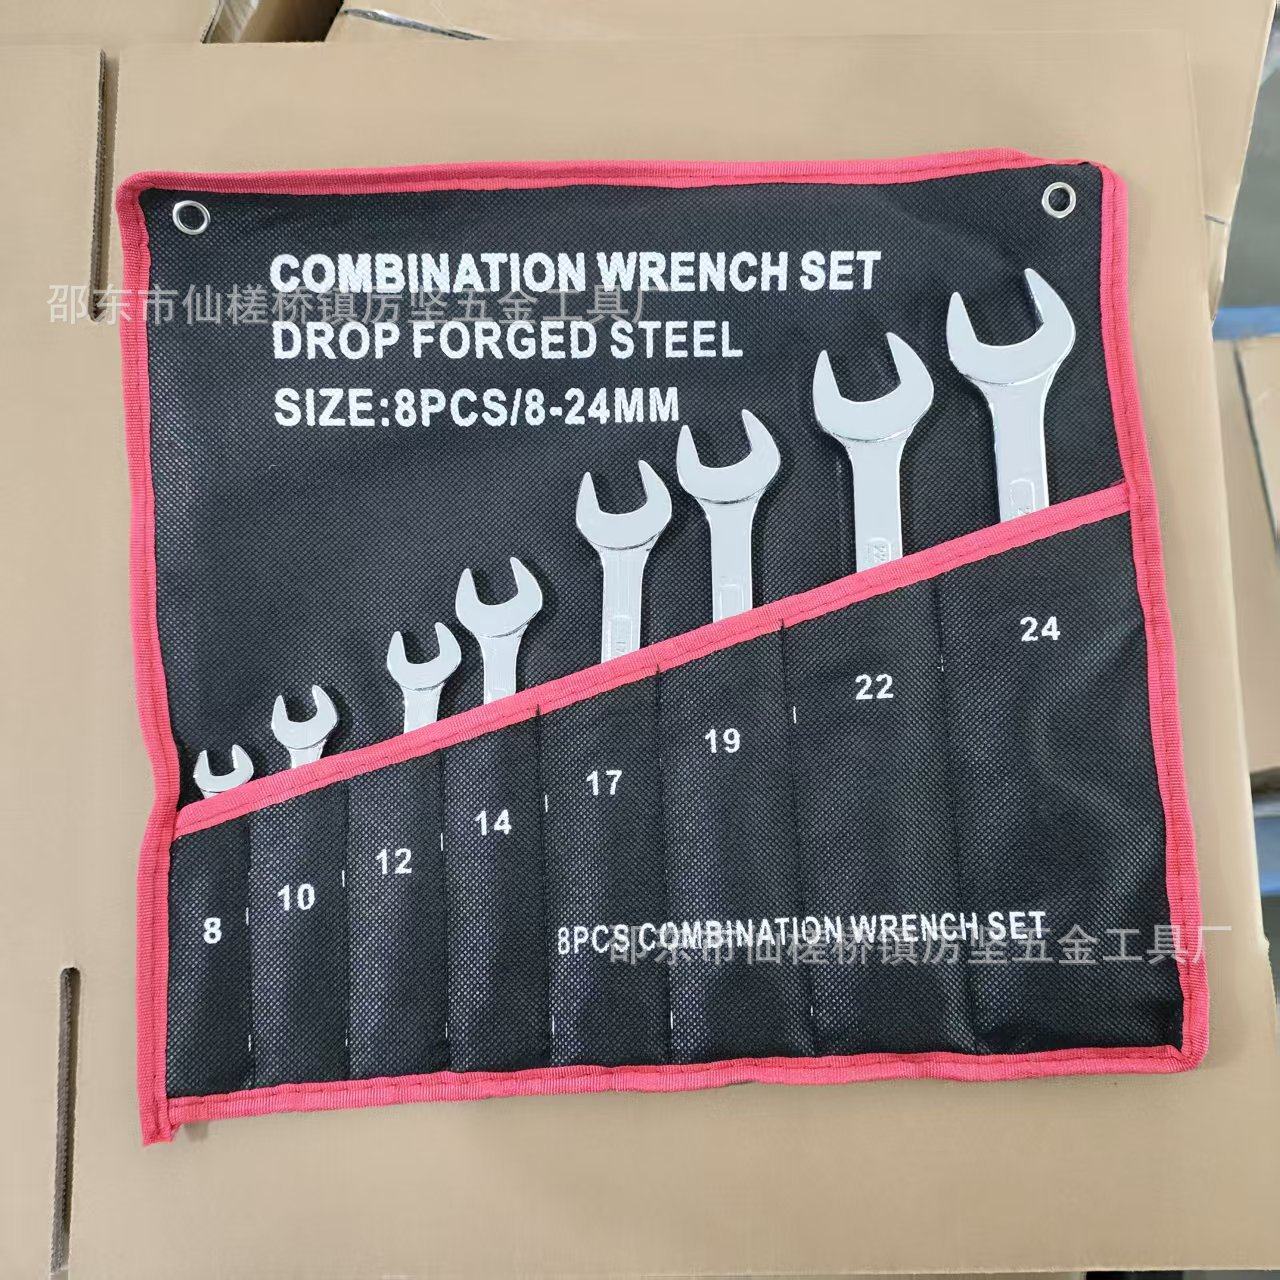 COMBINATION WRENCH SET
邵东市仙槎桥镇厉坚五金工具厂
DROP FORGED STEEL
SIZE:8PCS/8-24MM
24
22
19
17
14
12
10
8
8PCS COMBINATION WRENCH SET
邵东市仙槎桥镇厉坚五金工具厂